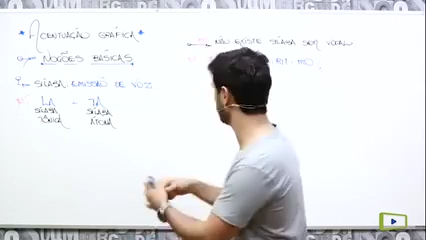 * ACENTUAÇÃO GRÁFICA *
NOÇÕES BÁSICAS
SÍLABA EMISSÃO DE VOZ
LA - TA
SÍLABA SÍLABA
TÔNICA ÁTONA
NÃO EXISTE SÍLABA SEM VOGAL